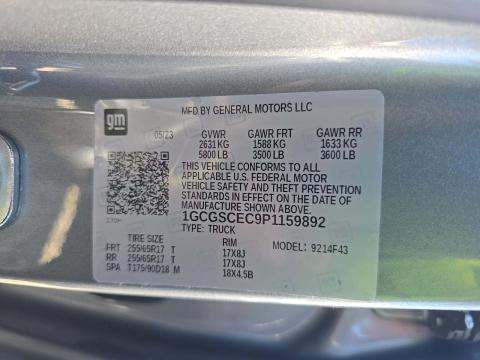 gm
MFD BY GENERAL MOTORS LLC
05/23 GVWR GAWR FRT GAWR RR
2631 KG 1588 KG 1633 KG
5800 LB 3500 LB 3600 LB
THIS VEHICLE CONFORMS TO ALL
APPLICABLE U.S. FEDERAL MOTOR
VEHICLE SAFETY AND THEFT PREVENTION
STANDARDS IN EFFECT ON THE DATE OF
MANUFACTURE SHOWN ABOVE.
1GCGSCEC9P1159892
TYPE: TRUCK
TIRE SIZE RIM MODEL: 9214F43
FRT 255/65R17 T 17X8J
RR 255/65R17 T 17X8J
SPA T175/90D18 M 18X4.5B